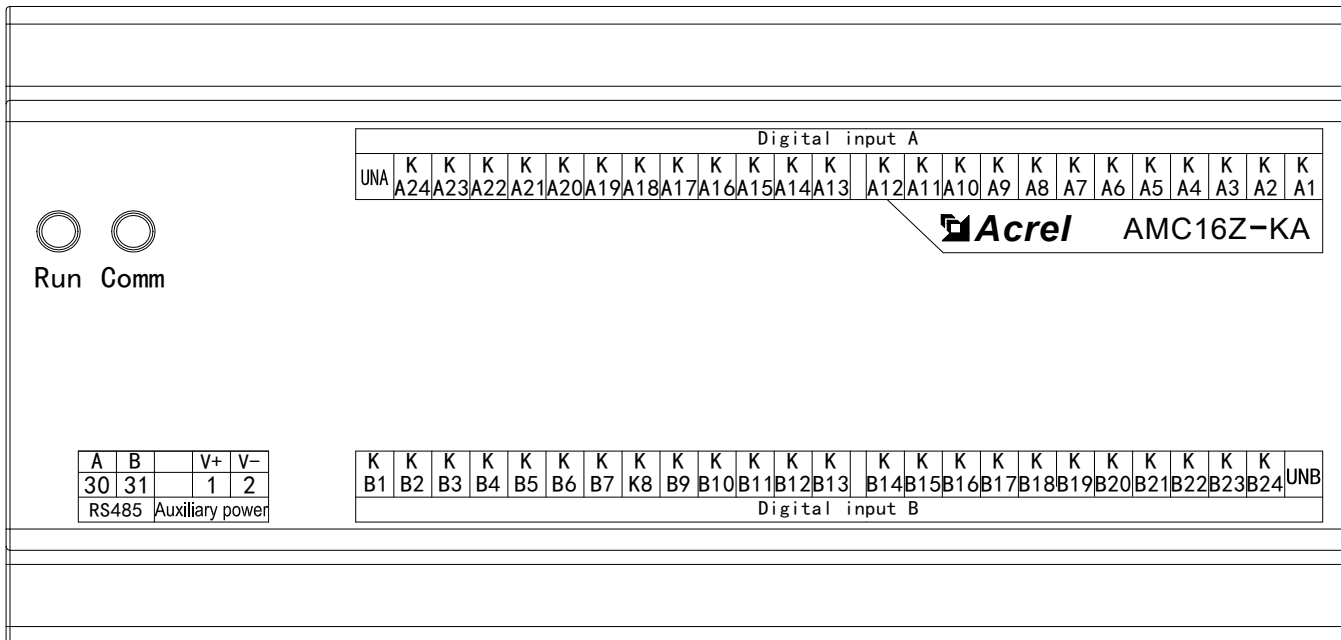 Digital input A
UNA K K K K K K K K K K K K K K K K K K K K K K K K
A24 A23 A22 A21 A20 A19 A18 A17 A16 A15 A14 A13 A12 A11 A10 A9 A8 A7 A6 A5 A4 A3 A2 A1
Acrel AMC16Z-KA
Run Comm
A B V+ V-
30 31 1 2
RS485 Auxiliary power
K K K K K K K K K K K K K K K K K K K K K K K K UNB
B1 B2 B3 B4 B5 B6 B7 K8 B9 B10 B11 B12 B13 B14 B15 B16 B17 B18 B19 B20 B21 B22 B23 B24
Digital input B